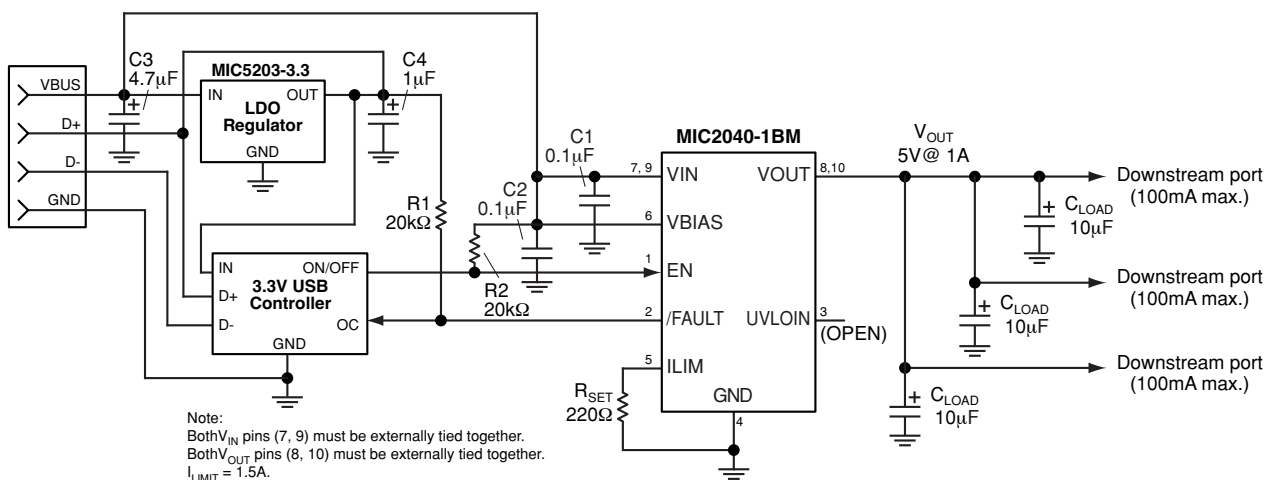 VBUS
D+
D-
GND
C3
4.7µF
+
MIC5203-3.3
IN
OUT
LDO
Regulator
GND
C4
1µF
+
R1
20kΩ
IN
ON/OFF
3.3V USB
Controller
D+
D-
OC
GND
R2
20kΩ
C2
0.1µF
C1
0.1µF
MIC2040-1BM
7, 9
VIN
VOUT
8,10
6
VBIAS
1
EN
2
/FAULT
UVLOIN
3
(OPEN)
5
ILIM
GND
4
RSET
220Ω
VOUT
5V@ 1A
+
CLOAD
10µF
Downstream port
(100mA max.)
+
CLOAD
10µF
Downstream port
(100mA max.)
+
CLOAD
10µF
Downstream port
(100mA max.)
Note:
BothVIN pins (7, 9) must be externally tied together.
BothVOUT pins (8, 10) must be externally tied together.
ILIMIT = 1.5A.